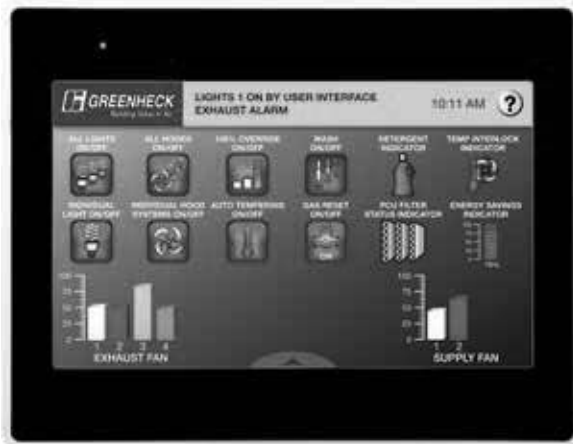 GREENHECK
Building Value in Air.
LIGHTS 1 ON BY USER INTERFACE
EXHAUST ALARM
10:11 AM
?
ALL LIGHTS ON/OFF
ALL HOODS ON/OFF
100% OVERRIDE ON/OFF
WASH ON/OFF
DETERGENT INDICATOR
TEMP INTERLOCK INDICATOR
INDIVIDUAL LIGHT ON/OFF
INDIVIDUAL HOOD SYSTEMS ON/OFF
AUTO TEMPERING ON/OFF
GAS RESET ON/OFF
PCU FILTER STATUS INDICATOR
ENERGY SAVINGS INDICATOR
100
75
50
25
0
1 2 3 4
EXHAUST FAN
100
75
50
25
0
1 2
SUPPLY FAN